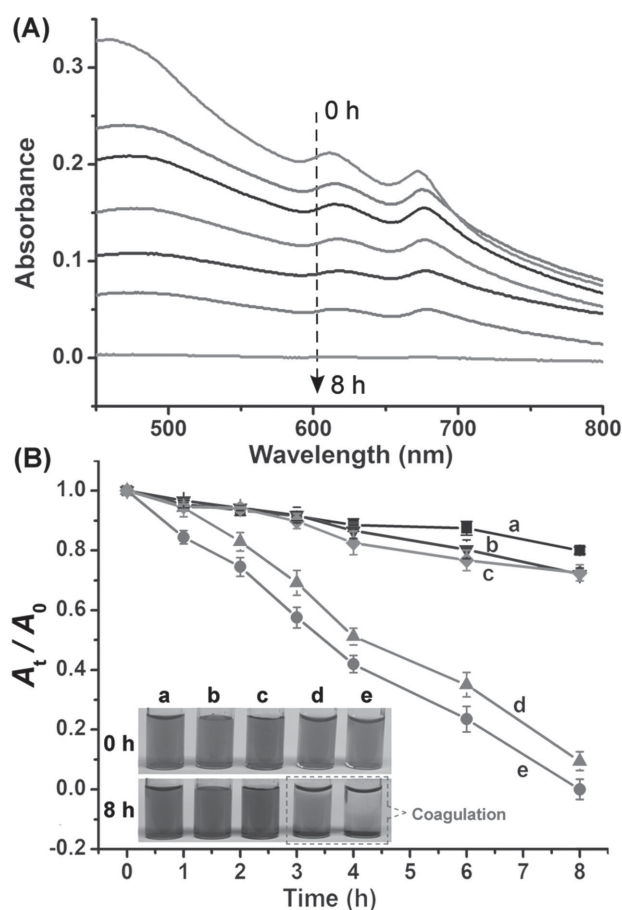 (A)
0.3
0.2
0.1
0.0
Absorbance
0 h
8 h
500
600
700
800
Wavelength (nm)
(B)
1.0
0.8
0.6
0.4
0.2
0.0
-0.2
At / A0
a
b
c
d
e
a b c d e
0 h
8 h
Coagulation
0 1 2 3 4 5 6 7 8
Time (h)